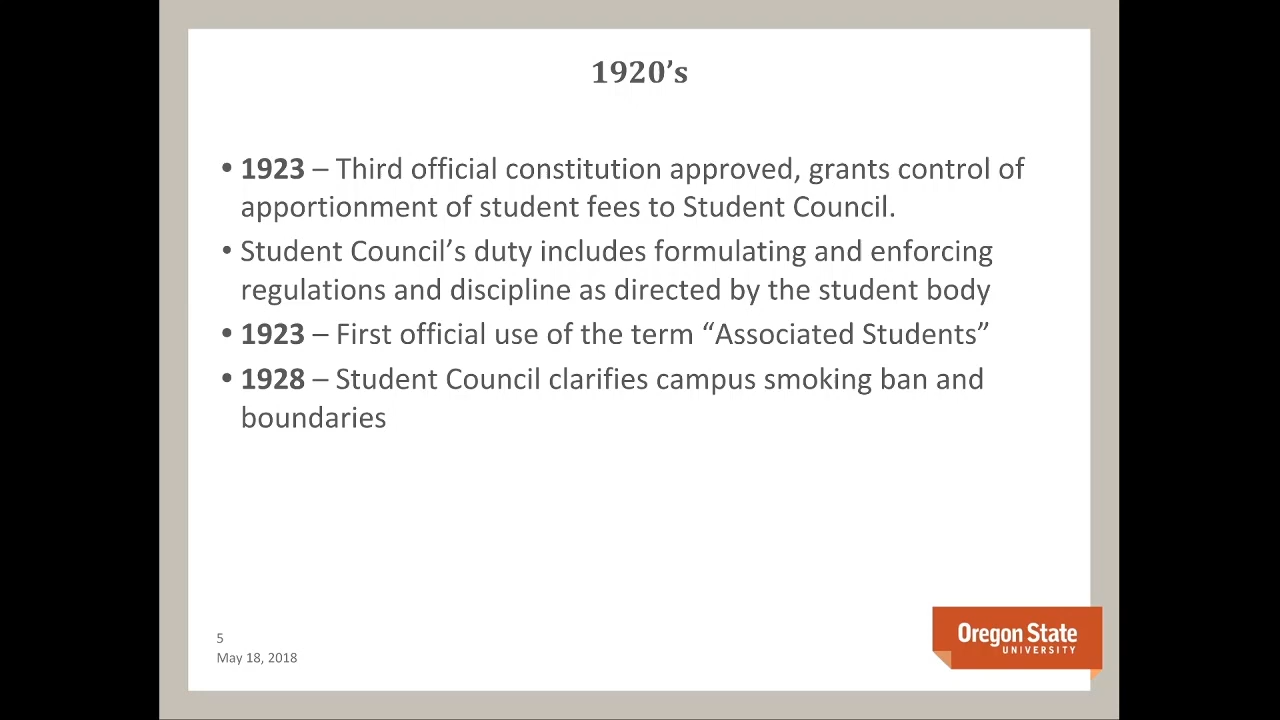 1920’s
• 1923 – Third official constitution approved, grants control of
apportionment of student fees to Student Council.
• Student Council’s duty includes formulating and enforcing
regulations and discipline as directed by the student body
• 1923 – First official use of the term “Associated Students”
• 1928 – Student Council clarifies campus smoking ban and
boundaries
5
May 18, 2018
Oregon State
UNIVERSITY